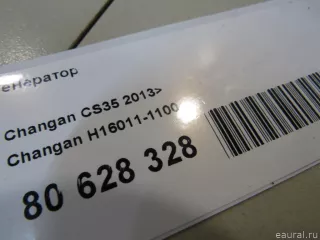 енератор
Changan CS35 2013>
Changan H16011-1100
80 628 328
eaural.ru